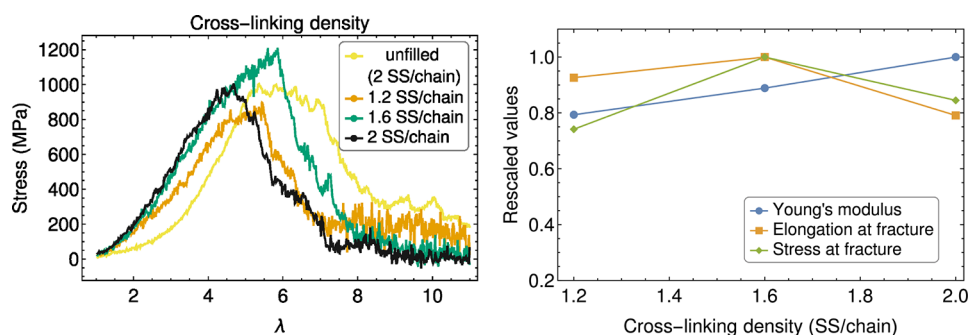 Cross-linking density
Stress (MPa)
1200
1000
800
600
400
200
0
2
4
6
8
10
λ
unfilled
(2 SS/chain)
1.2 SS/chain
1.6 SS/chain
2 SS/chain
Rescaled values
1.0
0.8
0.6
0.4
0.2
1.2
1.4
1.6
1.8
2.0
Cross-linking density (SS/chain)
Young's modulus
Elongation at fracture
Stress at fracture